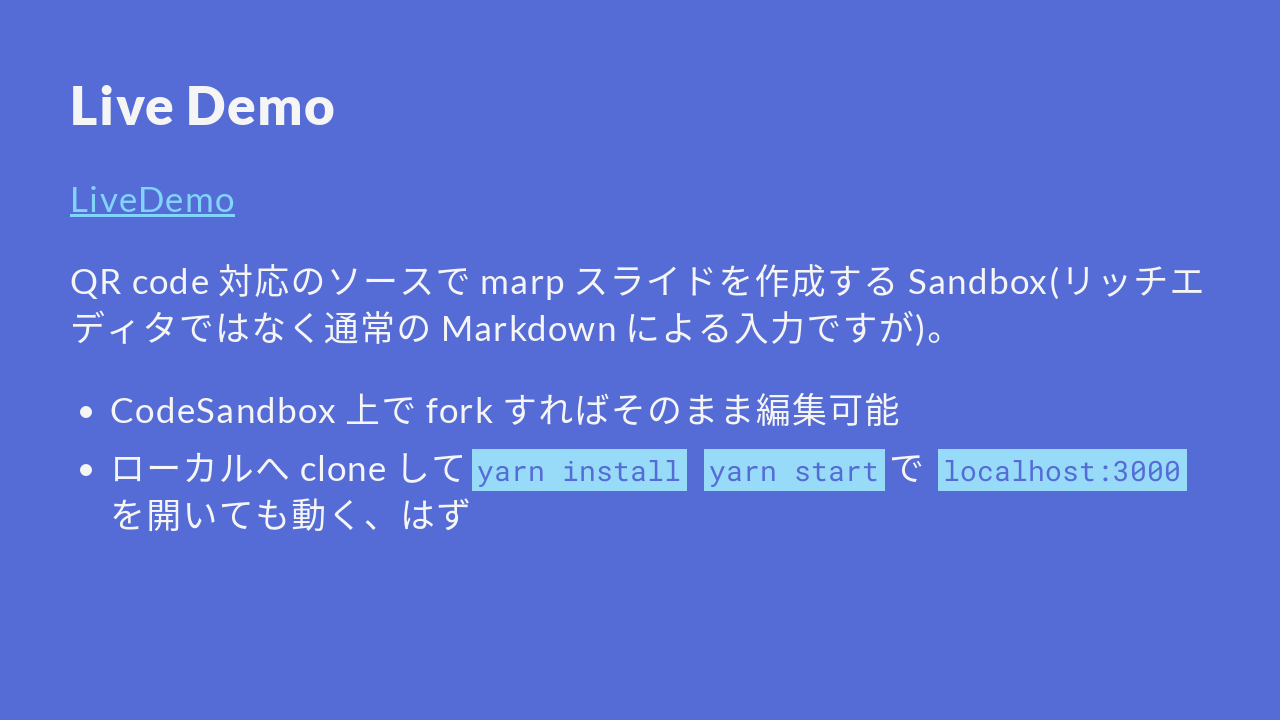 Live Demo
LiveDemo
QR code 対応のソースで marp スライドを作成する Sandbox(リッチエ
ディタではなく通常の Markdown による入力ですが)。
• CodeSandbox 上で fork すればそのまま編集可能
• ローカルへ clone して yarn install yarn start で localhost:3000
を開いても動く、はず